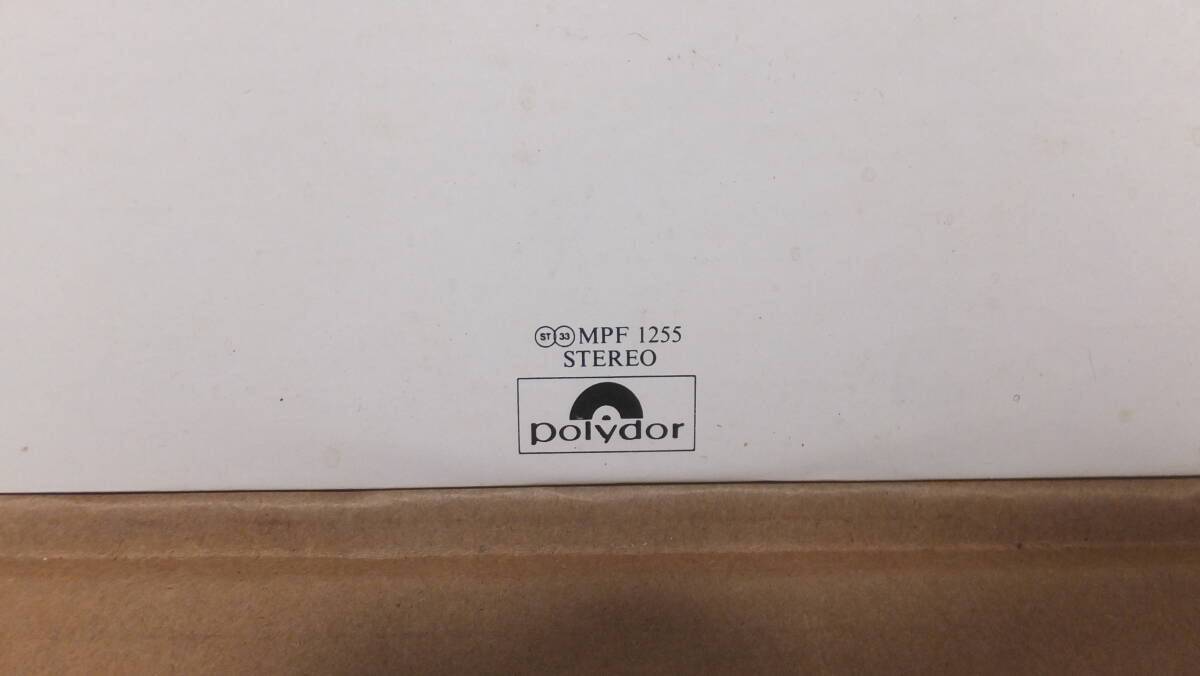 ST 33 MPF 1255
STEREO
polydor